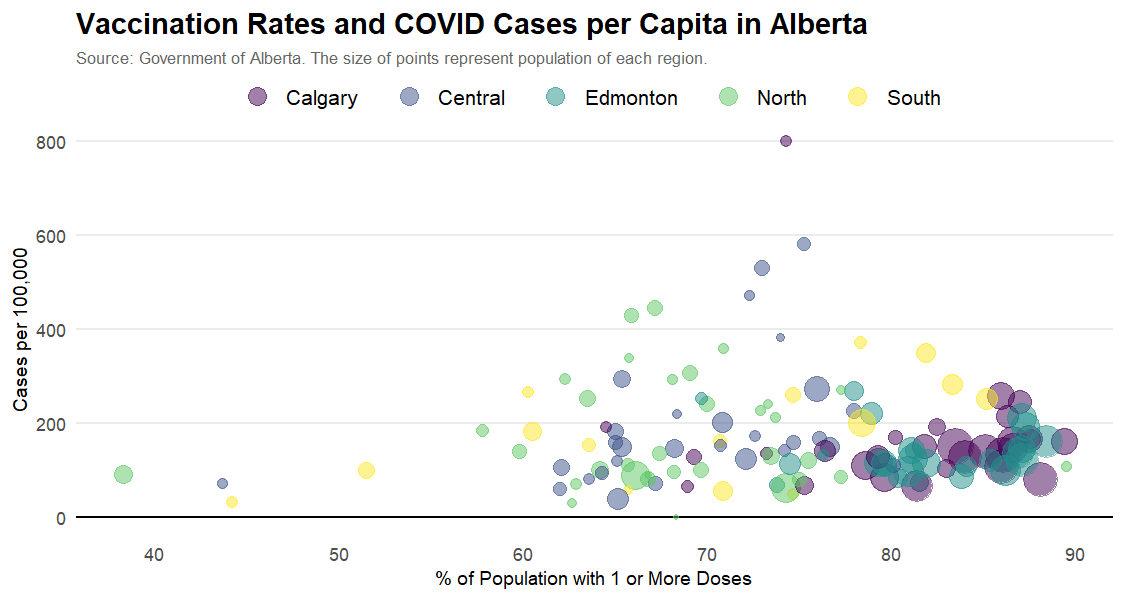 Vaccination Rates and COVID Cases per Capita in Alberta
Source: Government of Alberta. The size of points represent population of each region.
Calgary Central Edmonton North South
Cases per 100,000
800
600
400
200
0
40 50 60 70 80 90
% of Population with 1 or More Doses